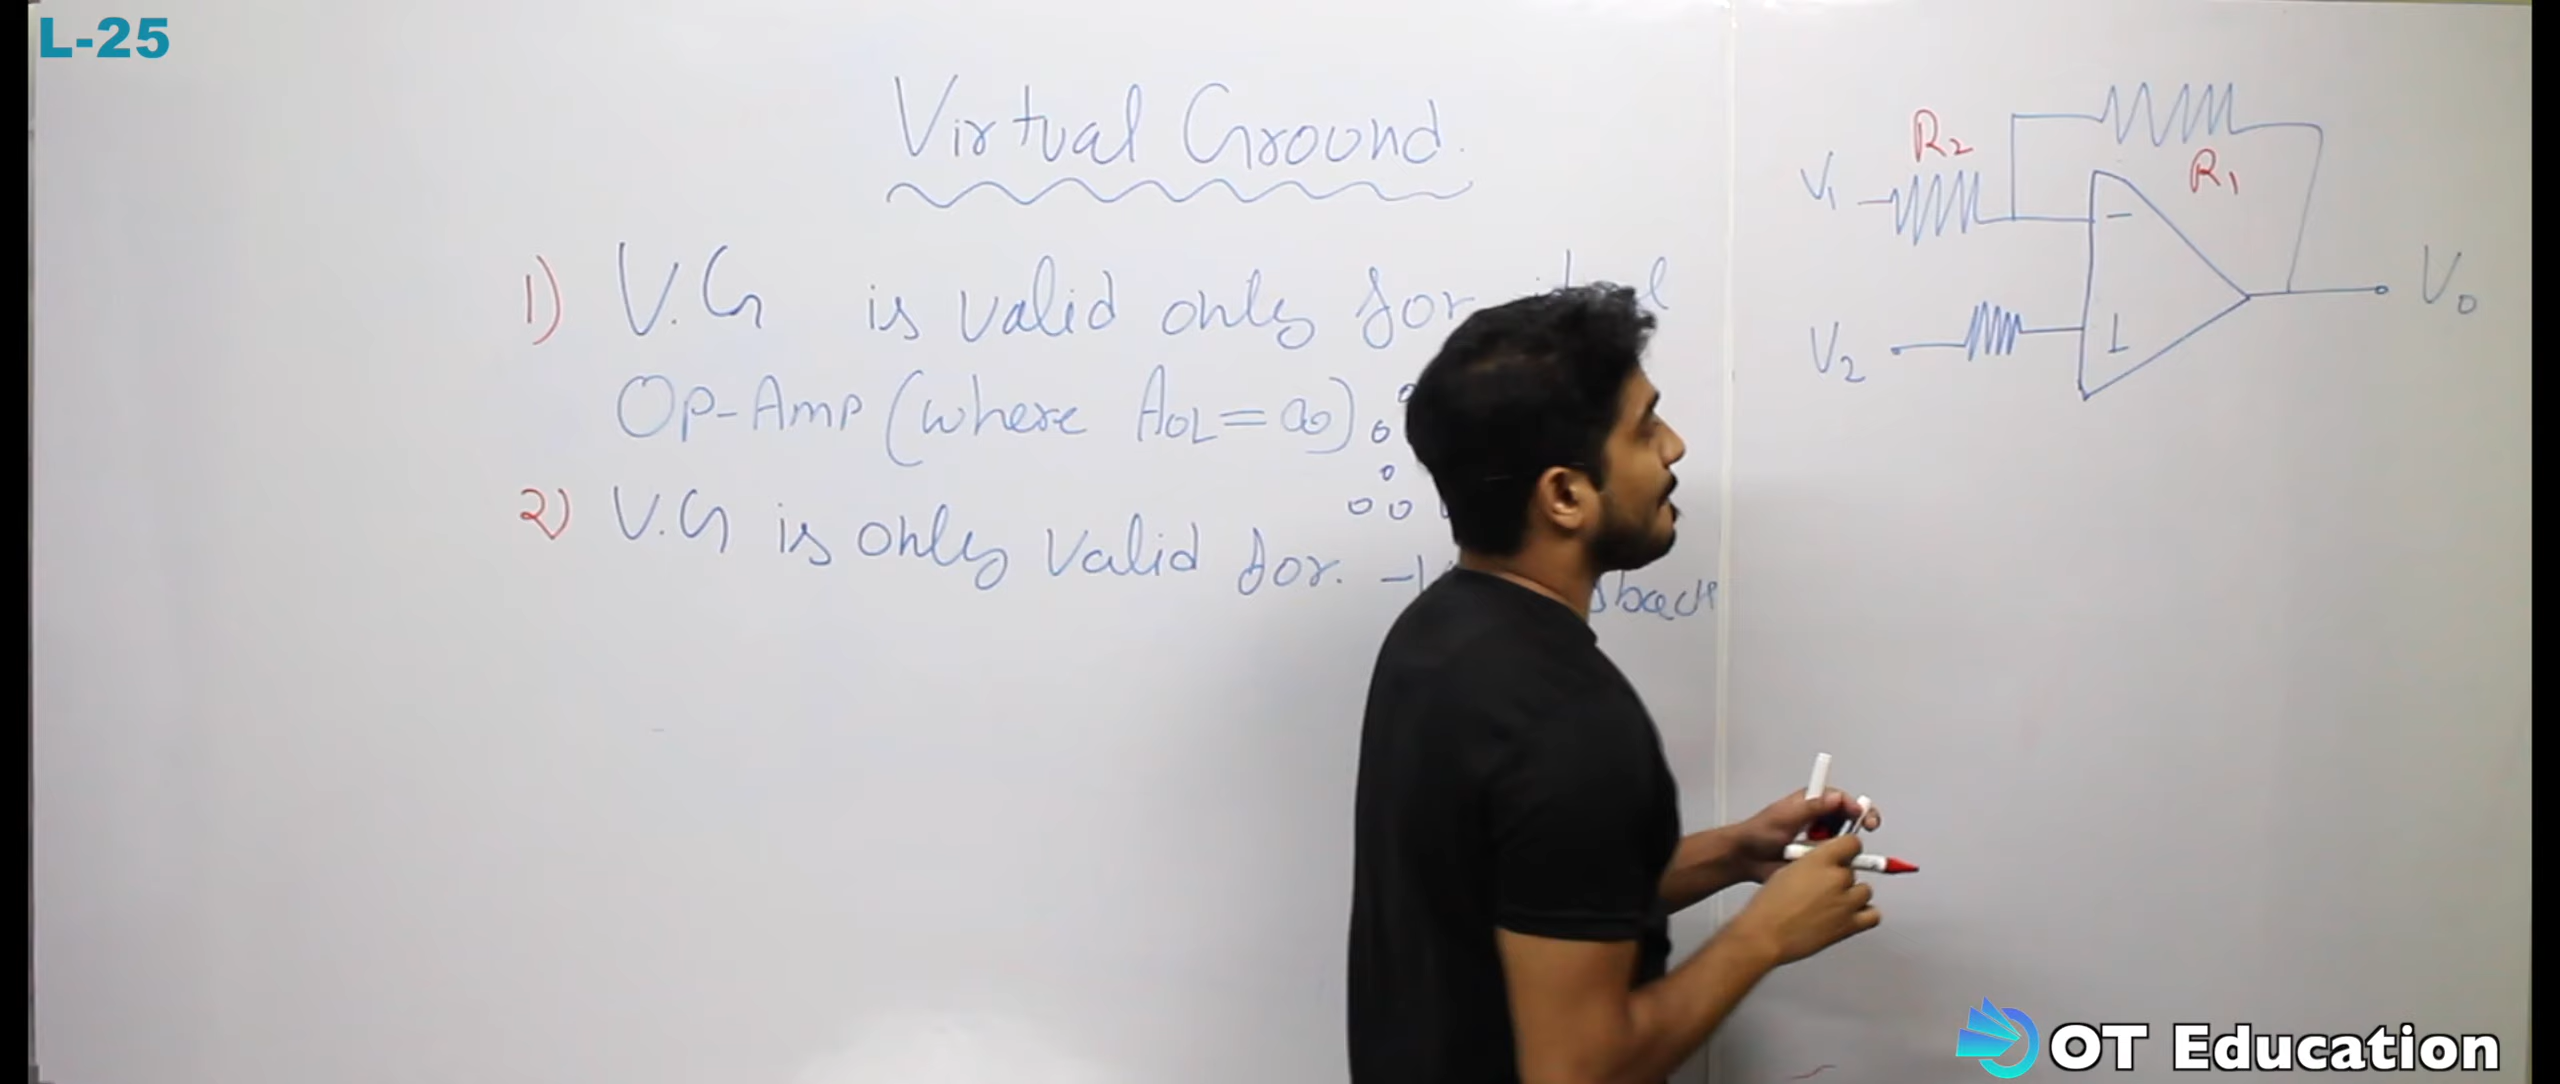 L-25
Virtual Ground.
1) V.G is valid only for
Op-Amp (where AOL = ∞)
2) V.G is only valid for. -
V1
R2
R1
-
V2
V0
OT Education